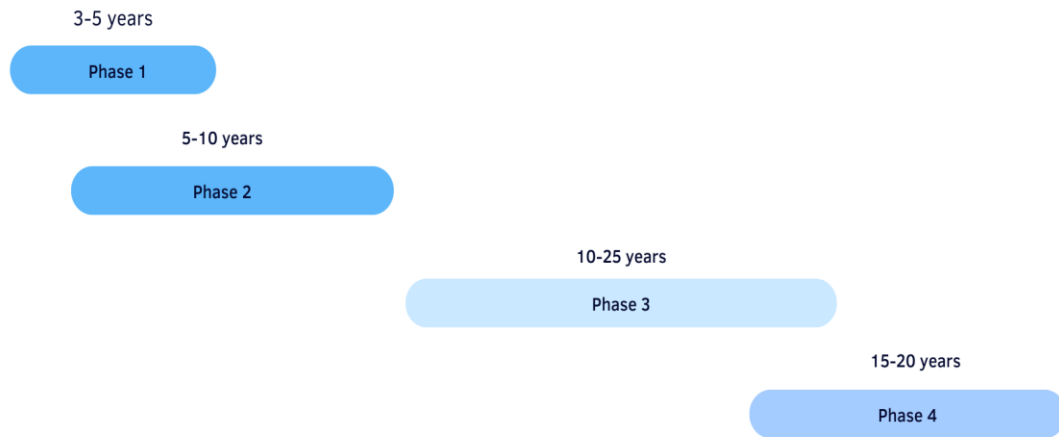 3-5 years
Phase 1
5-10 years
Phase 2
10-25 years
Phase 3
15-20 years
Phase 4